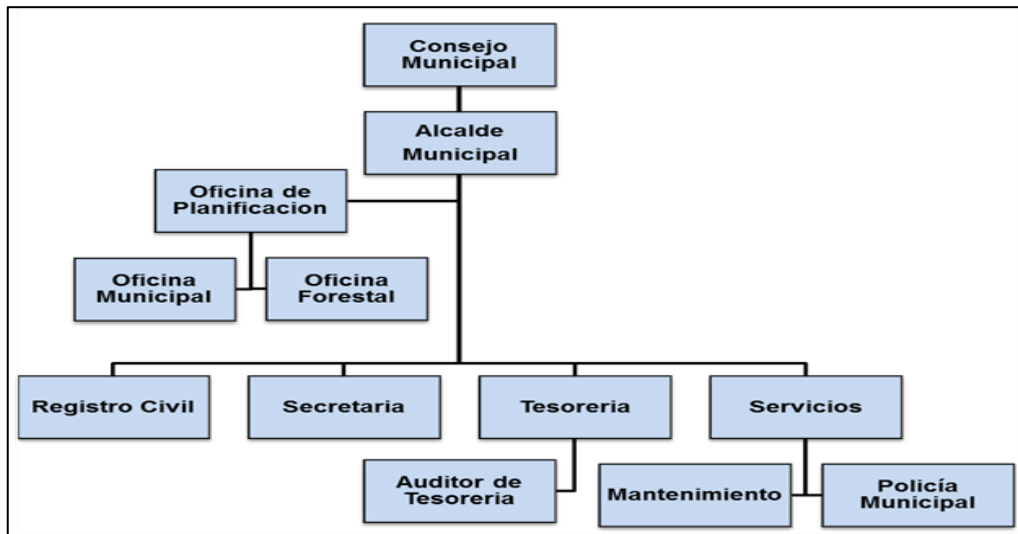 Consejo
Municipal
Alcalde
Municipal
Oficina de
Planificacion
Oficina
Municipal
Oficina
Forestal
Registro Civil
Secretaria
Tesoreria
Servicios
Auditor de
Tesoreria
Mantenimiento
Policía
Municipal